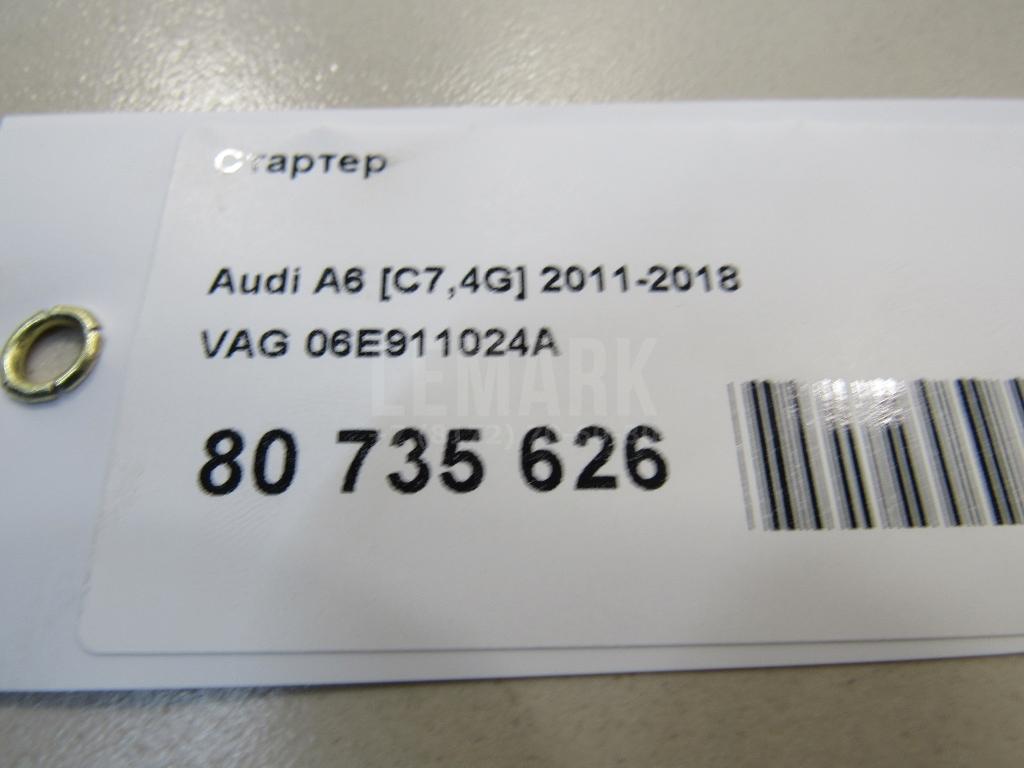 Стартер
Audi A6 [C7,4G] 2011-2018
VAG 06E911024A
LEMARK
80 735 626